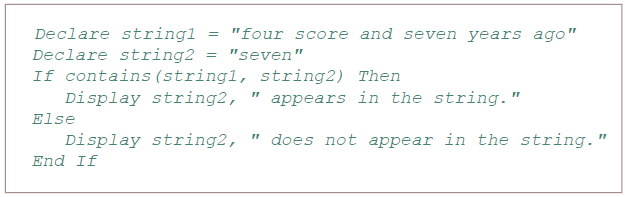 Declare string1 = "four score and seven years ago"
Declare string2 = "seven"
If contains(string1, string2) Then
   Display string2, " appears in the string."
Else
   Display string2, " does not appear in the string."
End If